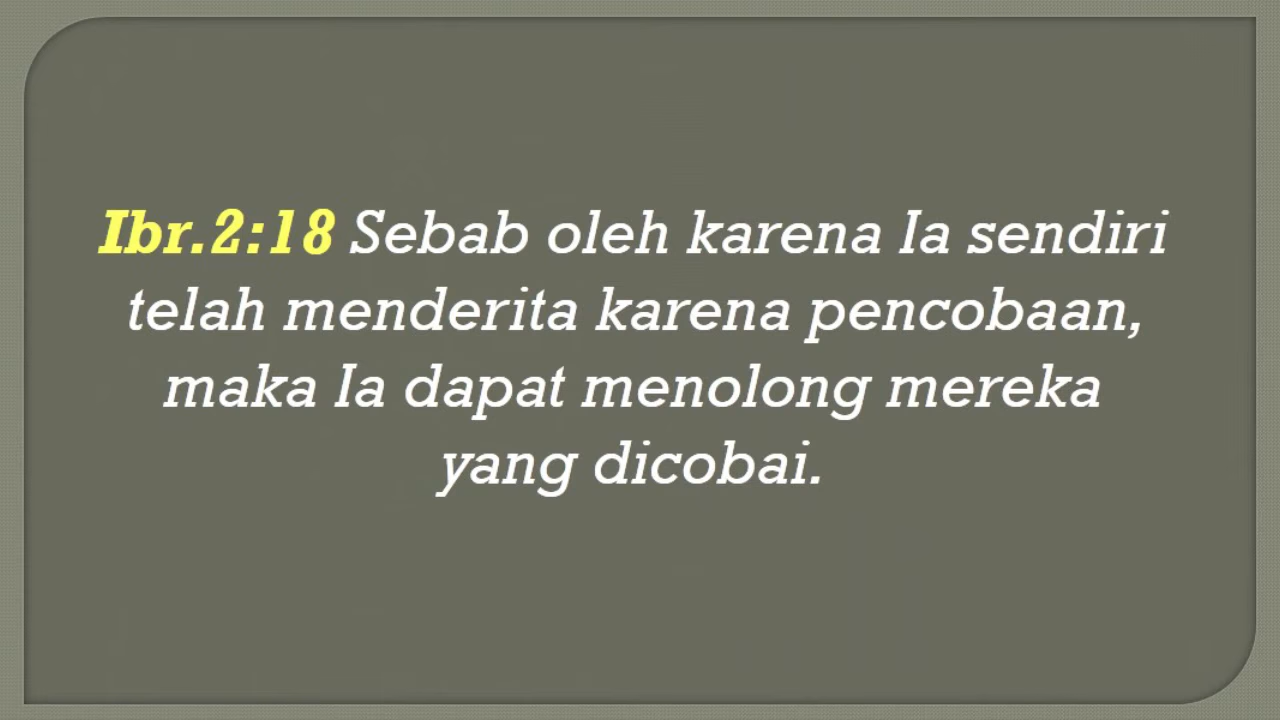 Ibr.2:18 Sebab oleh karena Ia sendiri
telah menderita karena pencobaan,
maka Ia dapat menolong mereka
yang dicobai.